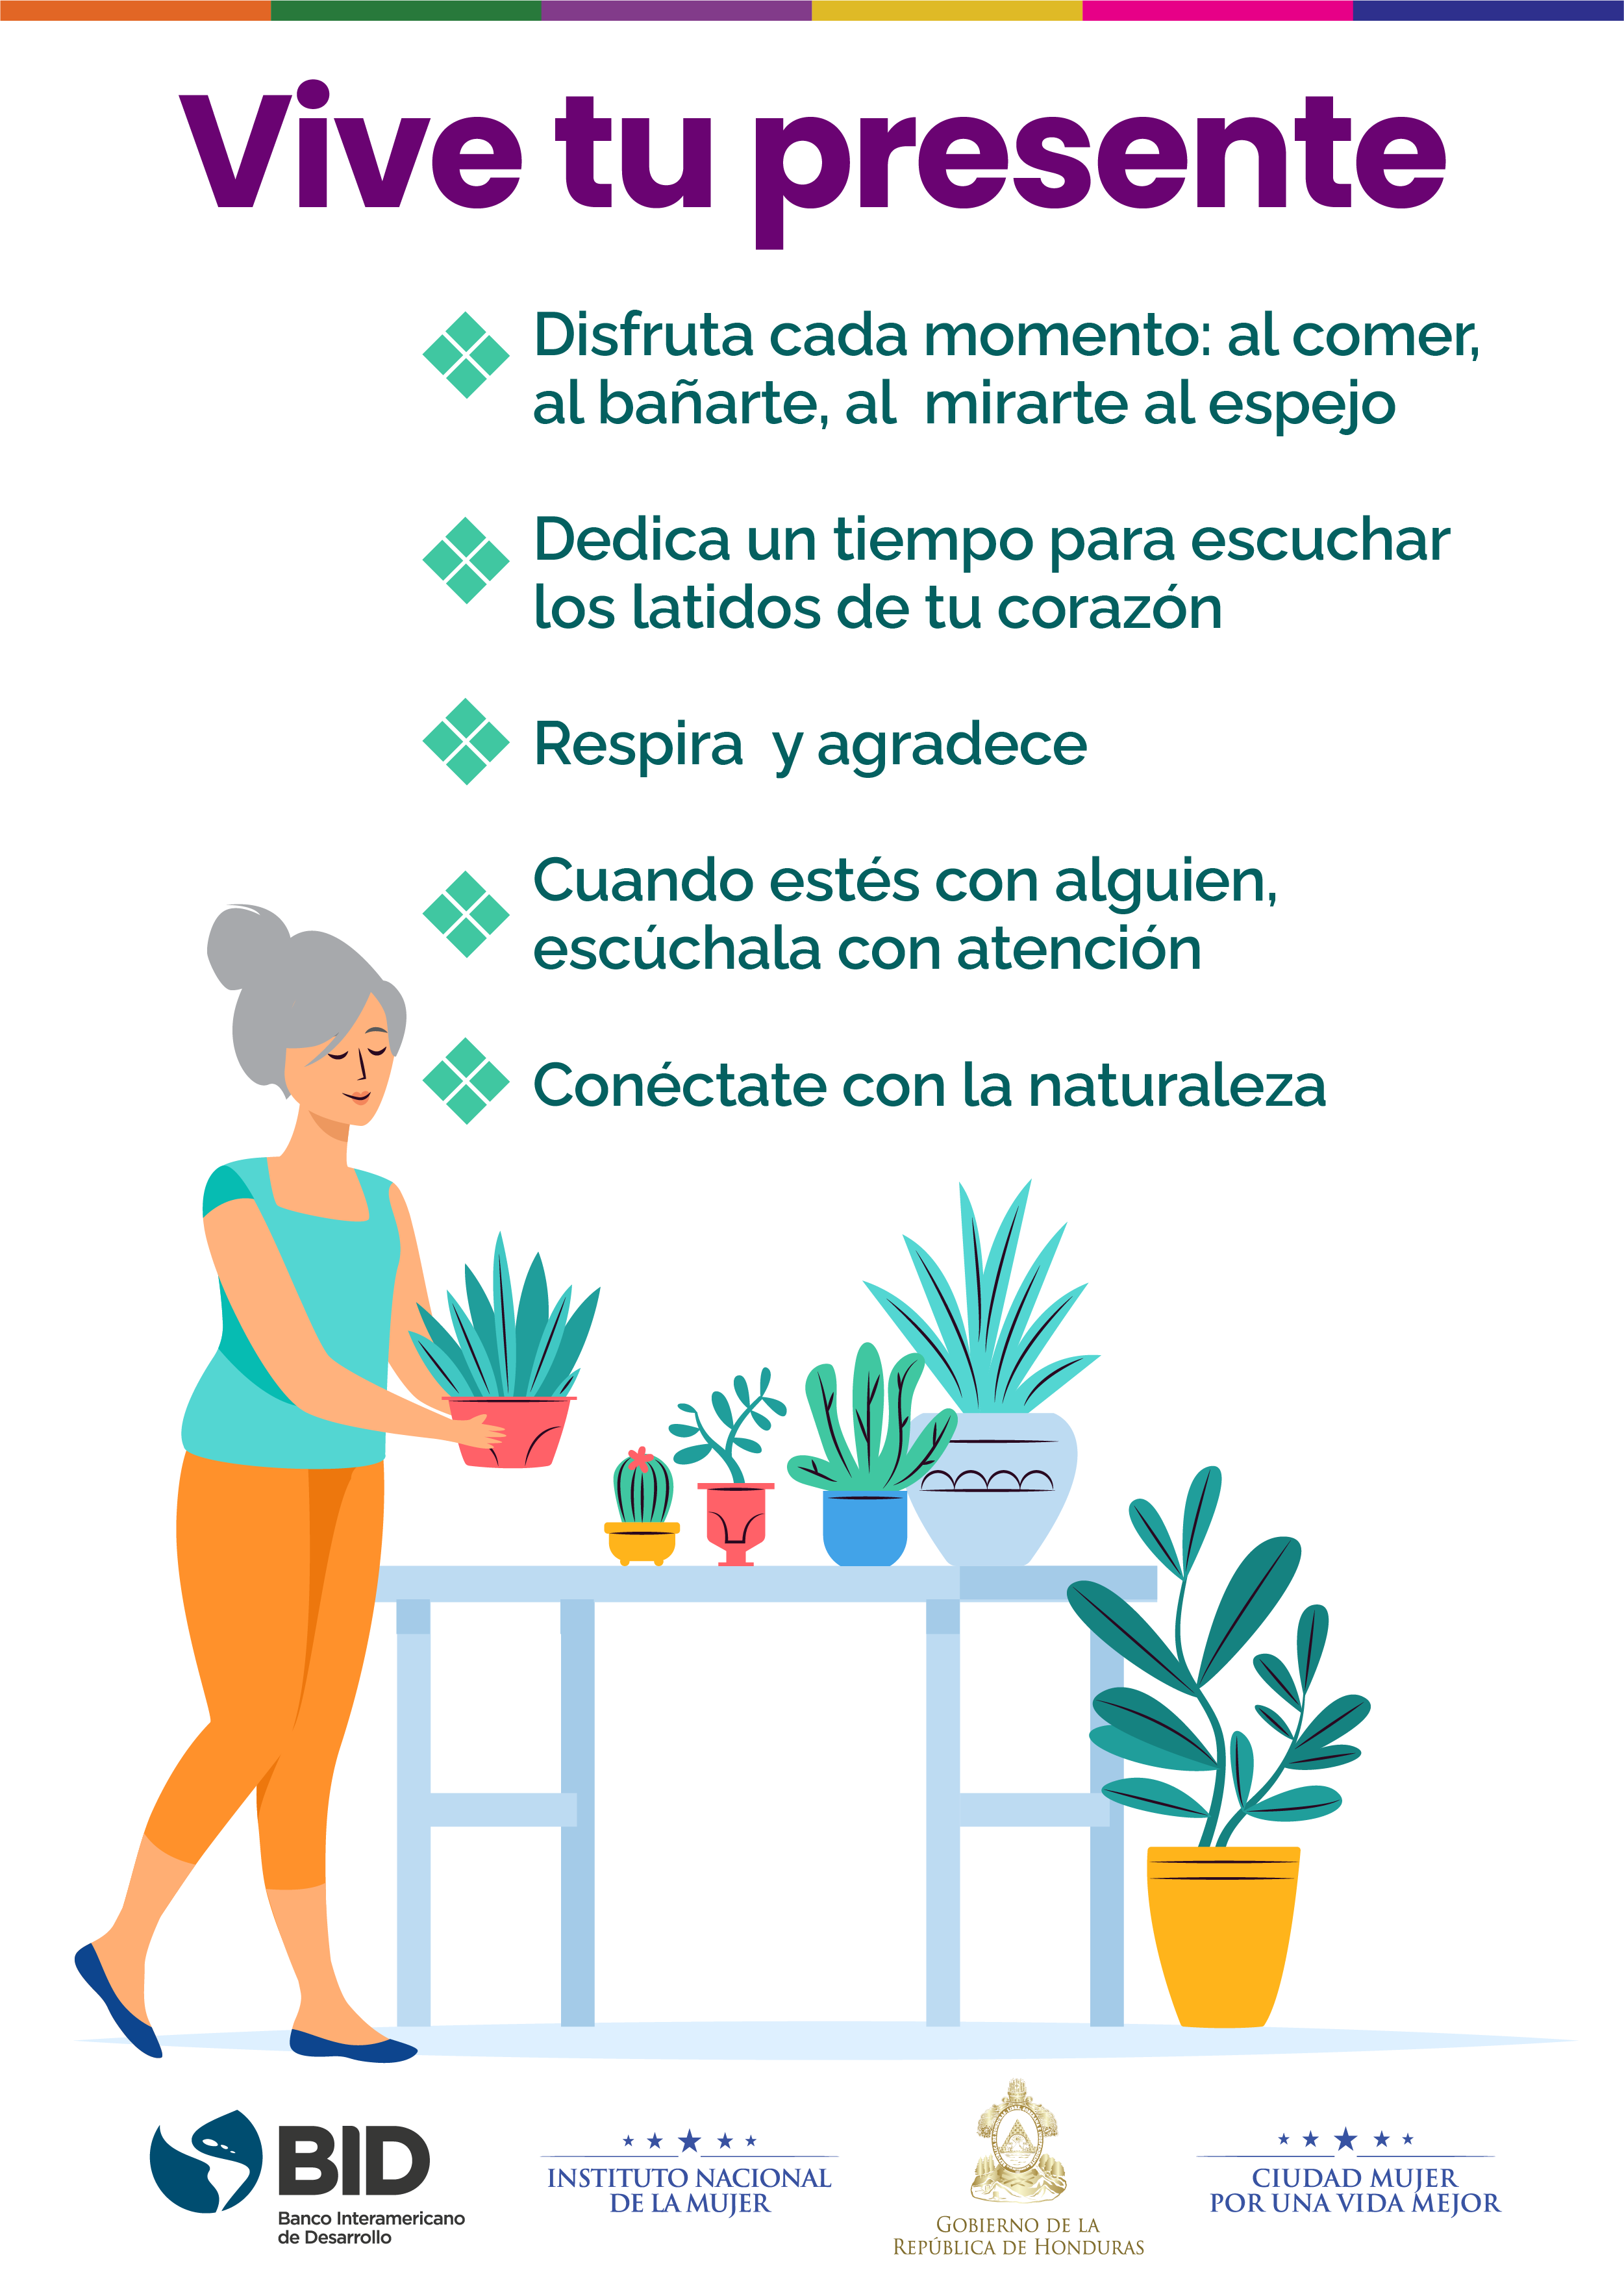 Vive tu presente
Disfruta cada momento: al comer,
al bañarte, al mirarte al espejo
Dedica un tiempo para escuchar
los latidos de tu corazón
Respira y agradece
Cuando estés con alguien,
escúchala con atención
Conéctate con la naturaleza
BID
Banco Interamericano
de Desarrollo
INSTITUTO NACIONAL
DE LA MUJER
GOBIERNO DE LA
REPÚBLICA DE HONDURAS
CIUDAD MUJER
POR UNA VIDA MEJOR